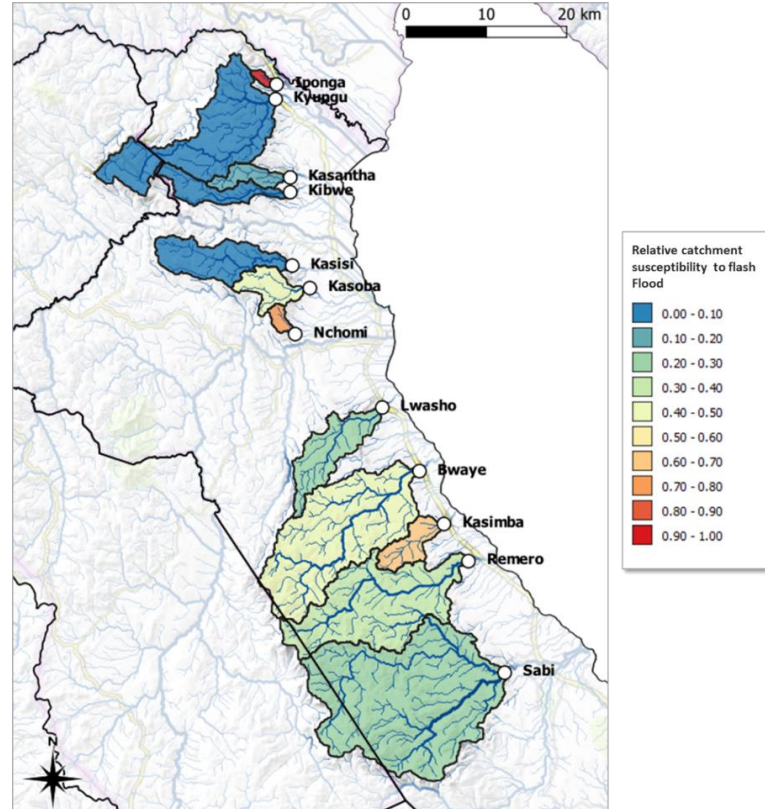 0 10 20 km
Iponga
Kyungu
Kasantha
Kibwe
Kasisi
Kasoba
Nchomi
Lwasho
Bwaye
Kasimba
Remero
Sabi
N
Relative catchment
susceptibility to flash
Flood
0.00 - 0.10
0.10 - 0.20
0.20 - 0.30
0.30 - 0.40
0.40 - 0.50
0.50 - 0.60
0.60 - 0.70
0.70 - 0.80
0.80 - 0.90
0.90 - 1.00